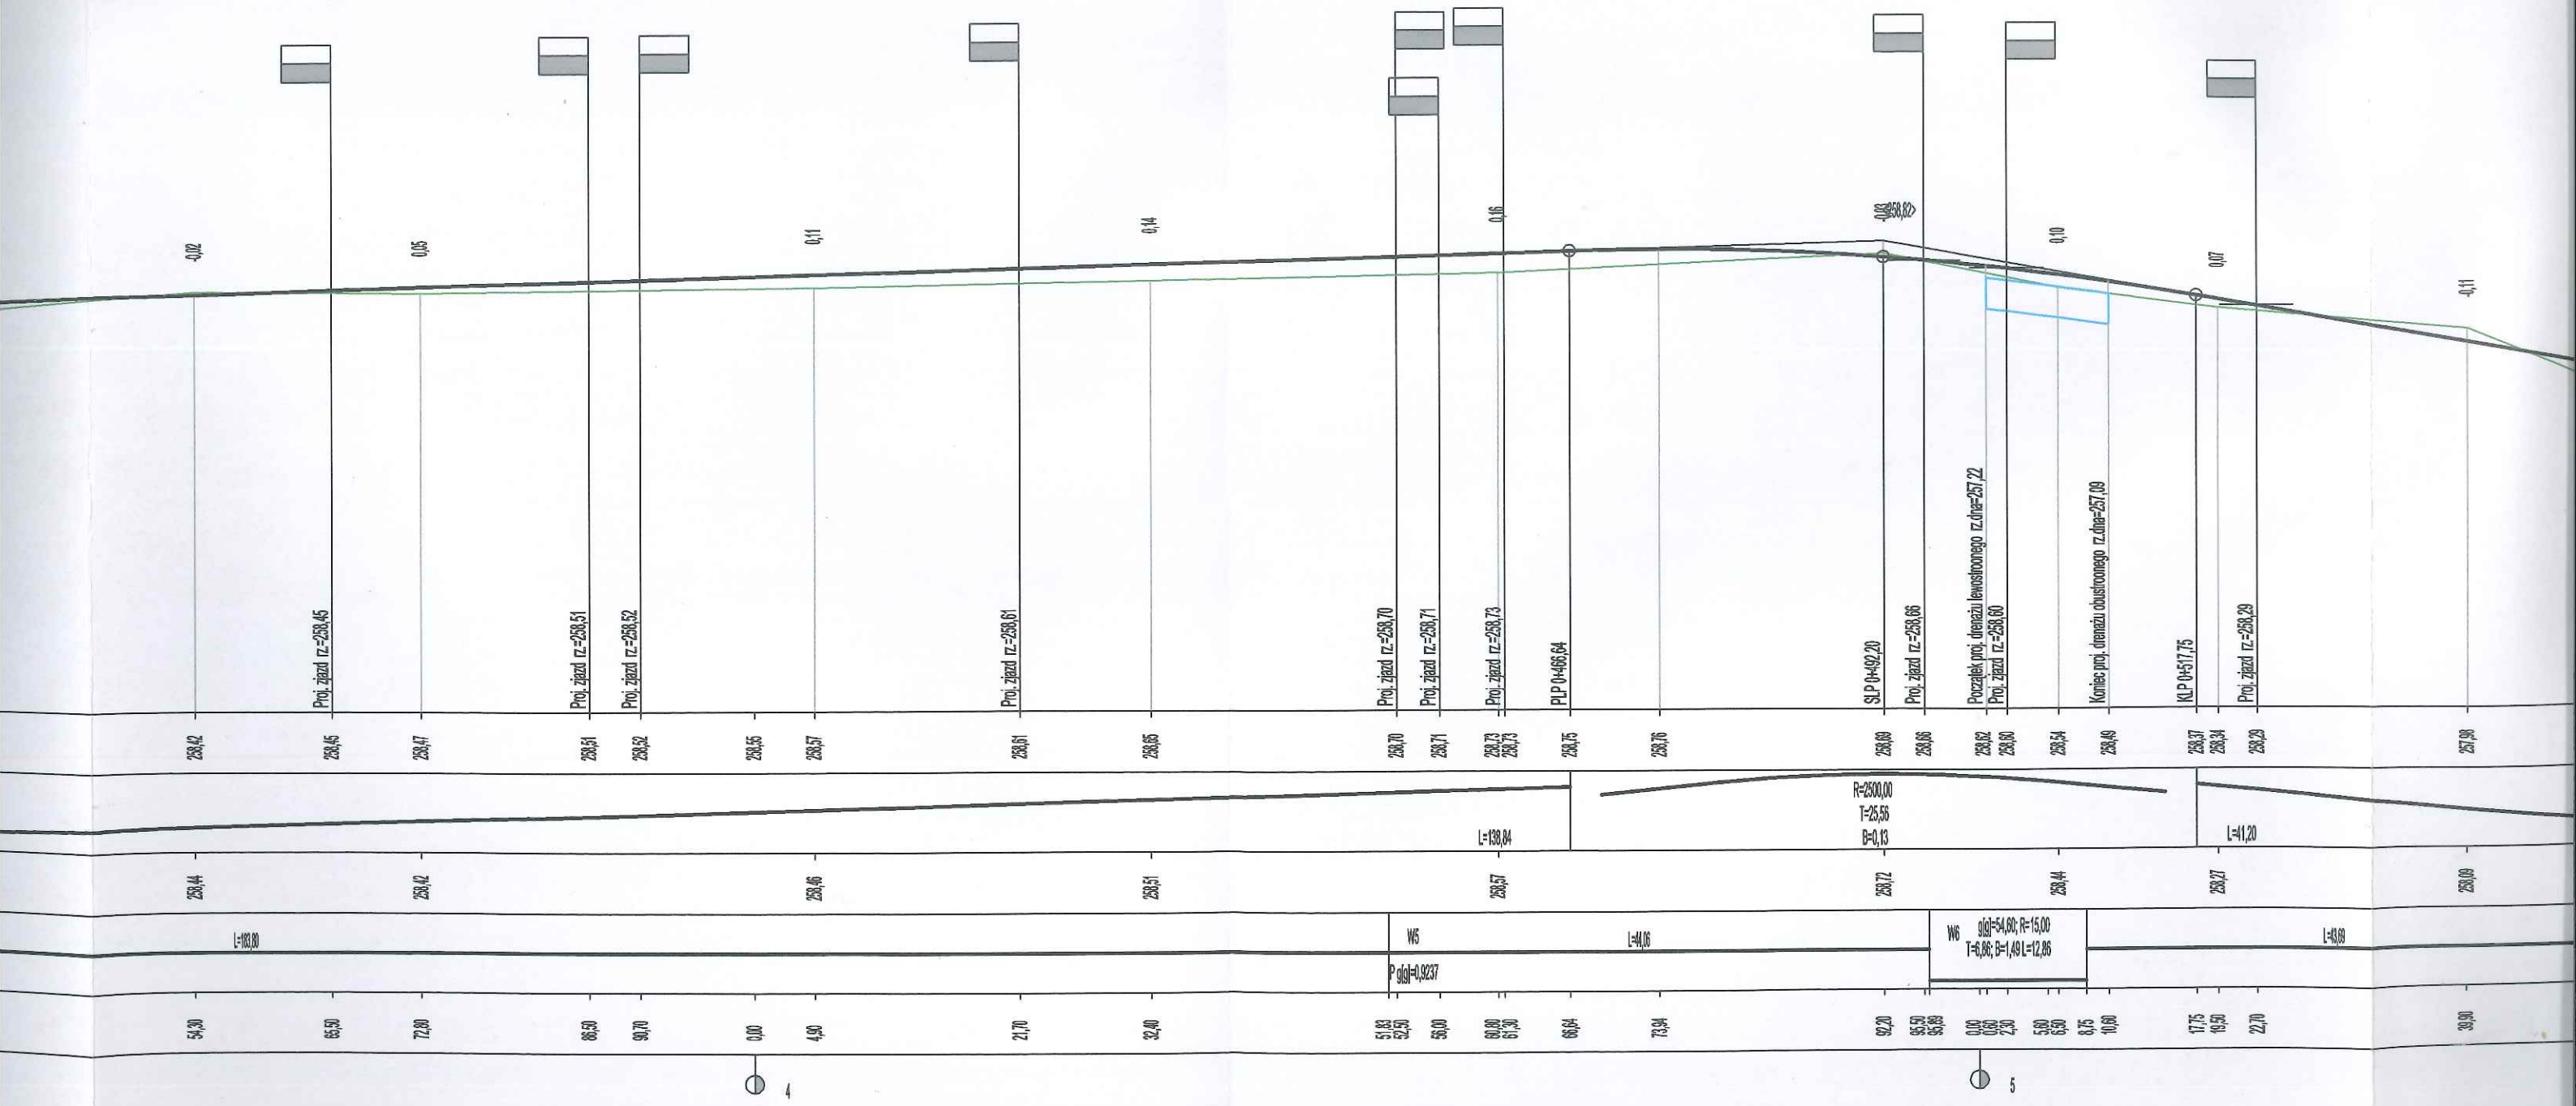 -0,02
0,05
0,11
0,14
0,16
258,82>
0,10
0,07
-0,11
Proj. zjazd rz.=258,45
Proj. zjazd rz.=258,51
Proj. zjazd rz.=258,52
Proj. zjazd rz.=258,61
Proj. zjazd rz.=258,70
Proj. zjazd rz.=258,71
Proj. zjazd rz.=258,73
PLP 0+466,64
SLP 0+492,20
Proj. zjazd rz.=258,66
Początek proj. drenażu lewostroonego rz.dna=257,22
Proj. zjazd rz.=258,60
Koniec proj. drenażu obustroonego rz.dna=257,09
KLP 0+517,75
Proj. zjazd rz.=258,29
258,42
258,45
258,47
258,51
258,52
258,55
258,57
258,61
258,65
258,70
258,71
258,73
258,73
258,75
258,76
258,69
258,66
258,62
258,60
258,54
258,49
258,37
258,34
258,29
257,98
L=138,84
R=2500,00
T=25,56
B=0,13
L=41,20
258,44
258,42
258,46
258,51
258,57
258,72
258,44
258,27
258,09
L=183,80
W5
P g[g]=0,9237
L=44,06
W6
g[g]=54,60; R=15,00
T=6,86; B=1,49 L=12,86
L=43,69
54,30
65,50
72,80
86,50
90,70
0,00
4,90
21,70
32,40
51,83
52,50
56,00
60,80
61,30
66,64
73,94
92,20
95,50
95,89
0,00
0,60
2,30
5,60
6,50
8,75
10,60
17,75
19,50
22,70
39,90
4
5